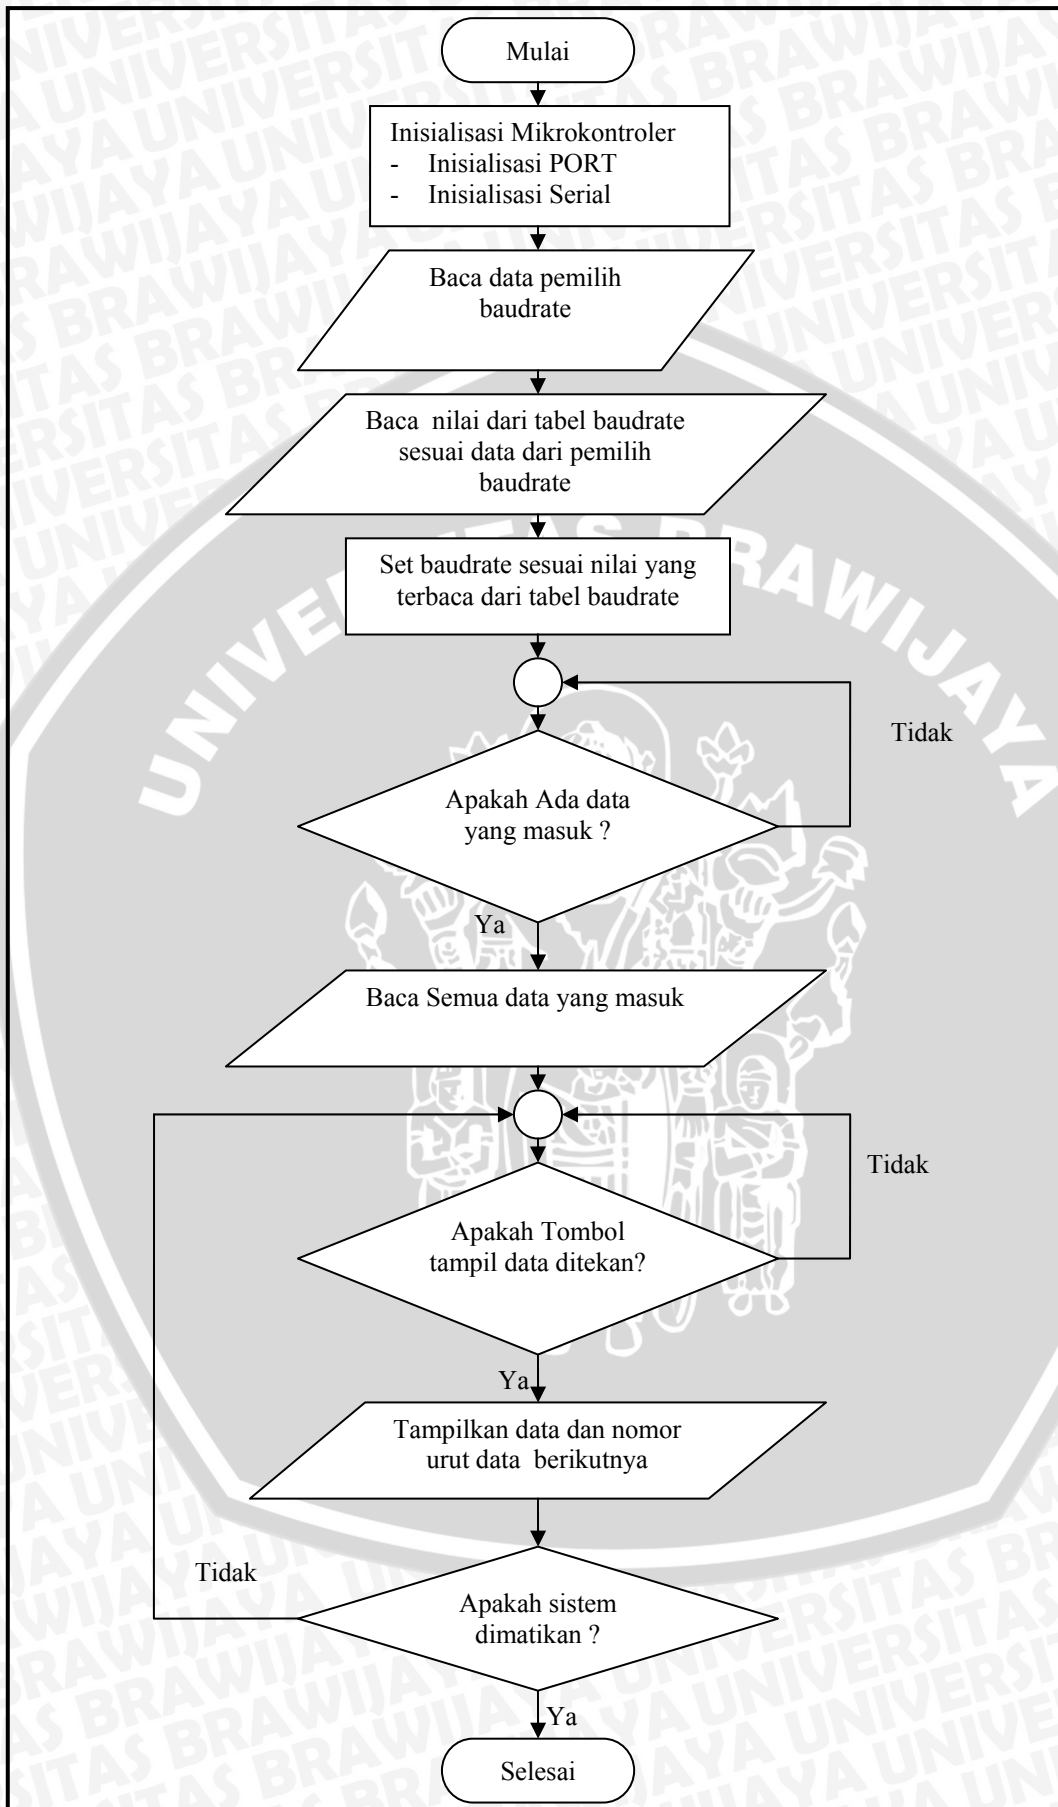 Mulai
Inisialisasi Mikrokontroler
- Inisialisasi PORT
- Inisialisasi Serial
Baca data pemilih
baudrate
Baca nilai dari tabel baudrate
sesuai data dari pemilih
baudrate
Set baudrate sesuai nilai yang
terbaca dari tabel baudrate
Tidak
Apakah Ada data
yang masuk ?
Ya
Baca Semua data yang masuk
Tidak
Apakah Tombol
tampil data ditekan?
Ya
Tampilkan data dan nomor
urut data berikutnya
Tidak
Apakah sistem
dimatikan ?
Ya
Selesai
UNIVERSITAS BRAWIJAYA